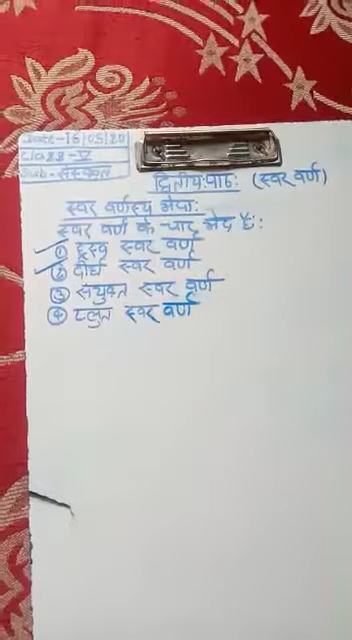 Date-16/05/20
Class-V
Sub-संस्कृत
द्वितीय:पाठ: (स्वर वर्ण)
स्वर वर्णस्य भेदा:
स्वर वर्ण के चार भेद हैं:
① ह्रस्व स्वर वर्ण
② दीर्घ स्वर वर्ण
③ संयुक्त स्वर वर्ण
④ प्लुत स्वर वर्ण